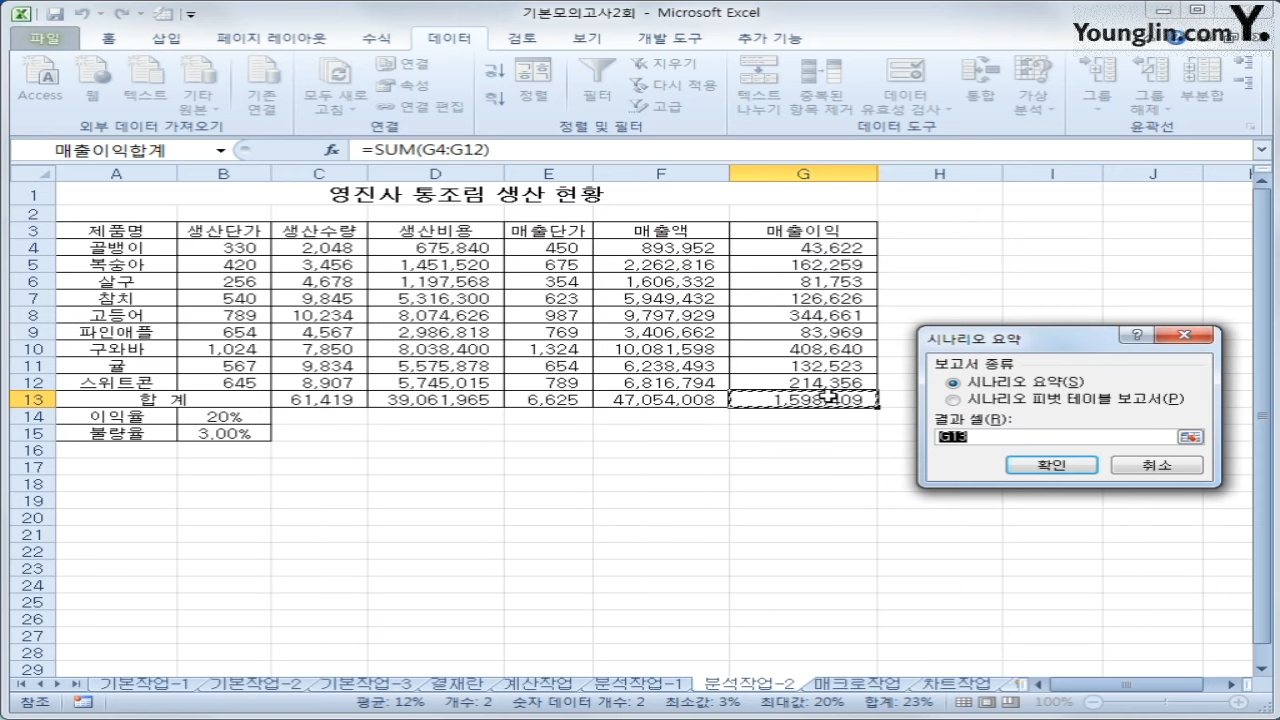 기본모의고사2회 - Microsoft Excel
YoungJin.com Y.
파일 홈 삽입 페이지 레이아웃 수식 데이터 검토 보기 개발 도구 추가 기능
Access 웹 텍스트 기타 원본 기존 연결 모두 새로 고침 연결 속성 연결 편집 정렬 필터 지우기 다시 적용 고급 텍스트 나누기 중복된 항목 제거 데이터 유효성 검사 통합 가상 분석 그룹 그룹 해제 부분합
외부 데이터 가져오기 연결 정렬 및 필터 데이터 도구 윤곽선
매출이익합계 fx =SUM(G4:G12)
A B C D E F G H I J
1 영진사 통조림 생산 현황
2
3 제품명 생산단가 생산수량 생산비용 매출단가 매출액 매출이익
4 골뱅이 330 2,048 675,840 450 893,952 43,622
5 복숭아 420 3,456 1,451,520 675 2,262,816 162,259
6 살구 256 4,678 1,197,568 354 1,606,332 81,753
7 참치 540 9,845 5,316,300 623 5,949,432 126,626
8 고등어 789 10,234 8,074,626 987 9,797,929 344,661
9 파인애플 654 4,567 2,986,818 769 3,406,662 83,969
10 구와바 1,024 7,850 8,038,400 1,324 10,081,598 408,640
11 귤 567 9,834 5,575,878 654 6,238,493 132,523
12 스위트콘 645 8,907 5,745,015 789 6,816,794 214,356
13 합 계 61,419 39,061,965 6,625 47,054,008 1,598,409
14 이익율 20%
15 불량율 3.00%
16
17
18
19
20
21
22
23
24
25
26
27
28
29
시나리오 요약
보고서 종류
시나리오 요약(S)
시나리오 피벗 테이블 보고서(P)
결과 셀(R):
G13
확인 취소
기본작업-1 기본작업-2 기본작업-3 결재란 계산작업 분석작업-1 분석작업-2 매크로작업 차트작업
참조 평균: 12% 개수: 2 숫자 데이터 개수: 2 최소값: 3% 최대값: 20% 합계: 23% 100%